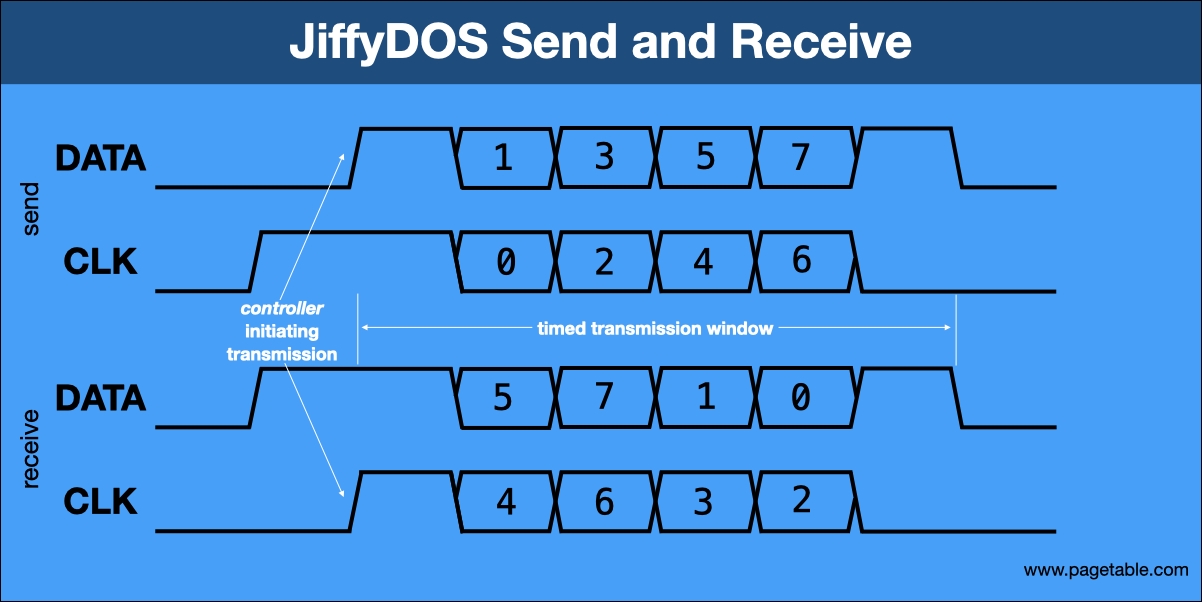 JiffyDOS Send and Receive
send
DATA
1 3 5 7
CLK
0 2 4 6
controller
initiating
transmission
timed transmission window
receive
DATA
5 7 1 0
CLK
4 6 3 2
www.pagetable.com